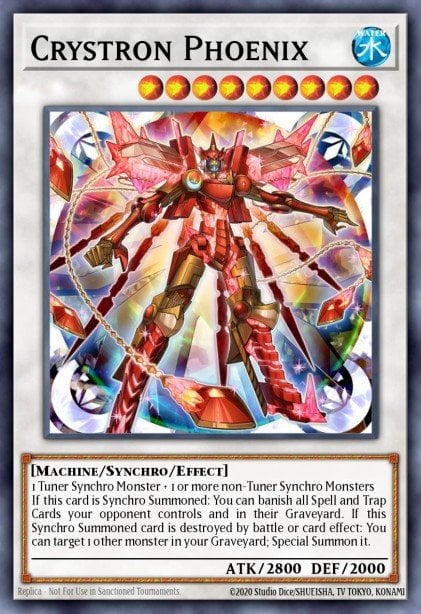 Crystron Phoenix
WATER
水
[Machine/Synchro/Effect]
1 Tuner Synchro Monster + 1 or more non-Tuner Synchro Monsters
If this card is Synchro Summoned: You can banish all Spell and Trap
Cards your opponent controls and in their Graveyard. If this
Synchro Summoned card is destroyed by battle or card effect: You
can target 1 other monster in your Graveyard; Special Summon it.
ATK/2800 DEF/2000
Replica - Not For Use in Sanctioned Tournaments. ©2020 Studio Dice/SHUEISHA, TV TOKYO, KONAMI